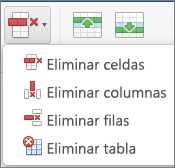 Eliminar celdas
Eliminar columnas
Eliminar filas
Eliminar tabla